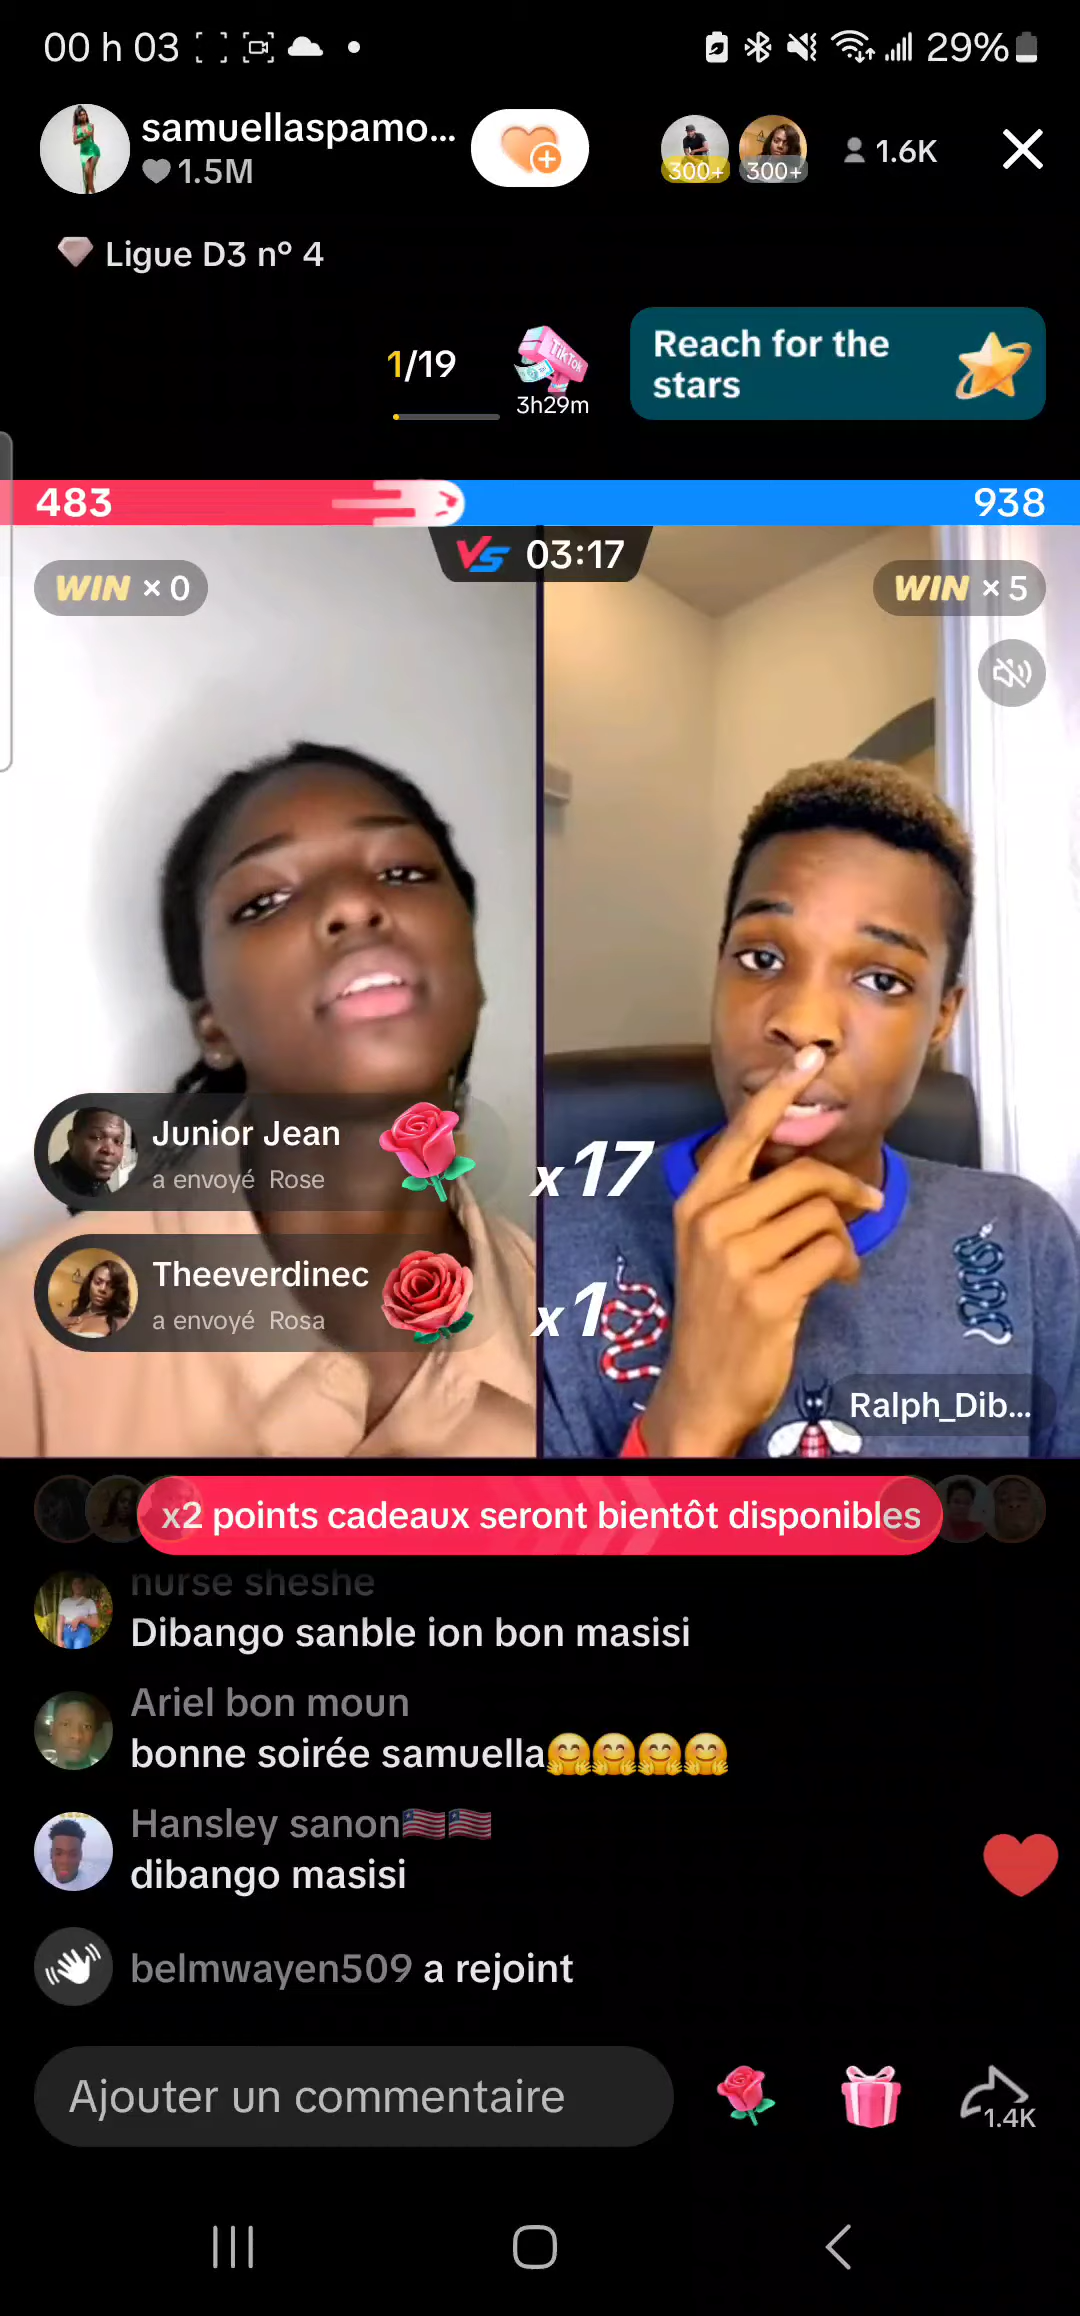 00 h 03
29%
samuellaspamo...
1.5M
300+
300+
1.6K
Ligue D3 nº 4
1/19
TikTok
3h29m
Reach for the
stars
483
938
VS 03:17
WIN × 0
WIN × 5
Junior Jean
a envoyé Rose
x17
Theeverdinec
a envoyé Rosa
x1
Ralph_Dib...
x2 points cadeaux seront bientôt disponibles
nurse sheshe
Dibango sanble ion bon masisi
Ariel bon moun
bonne soirée samuella🤗🤗🤗🤗
Hansley sanon🇱🇷🇱🇷
dibango masisi
belmwayen509 a rejoint
Ajouter un commentaire
1.4K